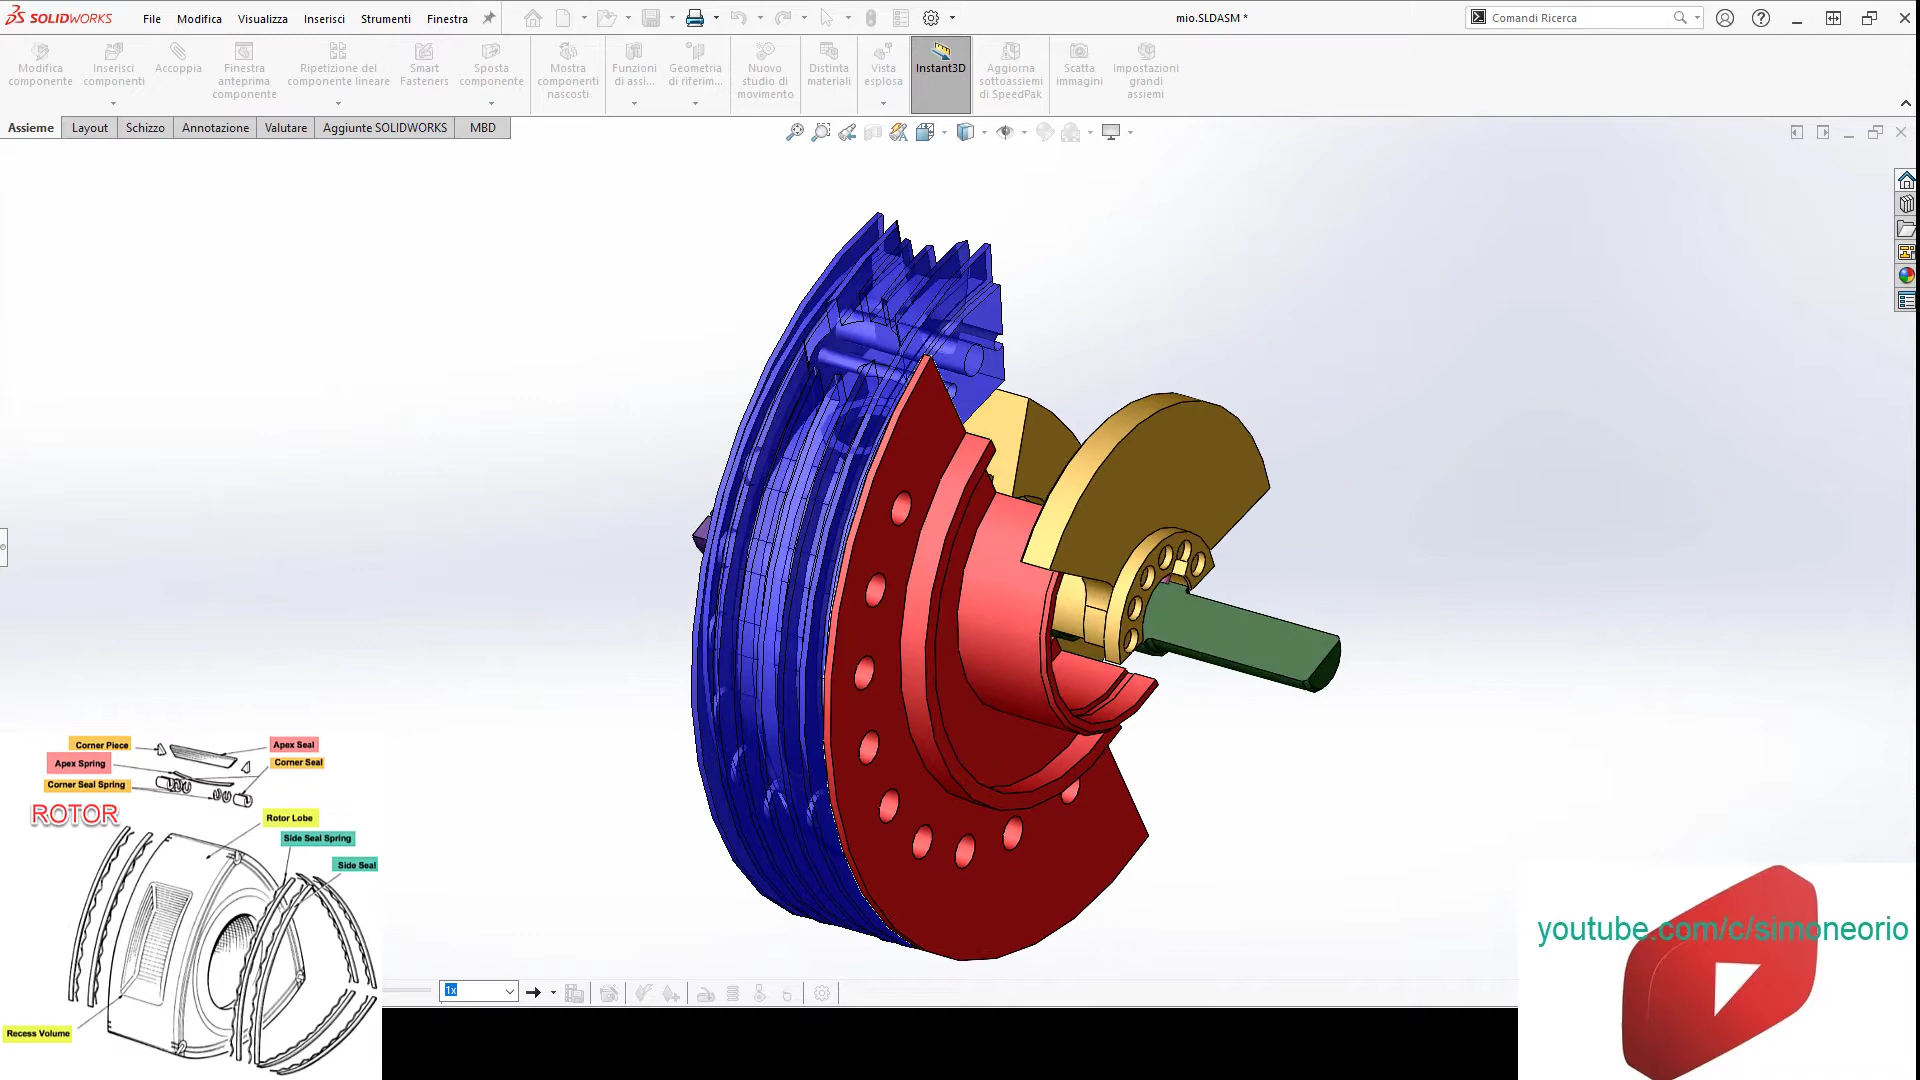 SOLIDWORKS
File Modifica Visualizza Inserisci Strumenti Finestra
mio.SLDASM *
Comandi Ricerca
Modifica componente
Inserisci componenti
Accoppia
Finestra anteprima componente
Ripetizione del componente lineare
Smart Fasteners
Sposta componente
Mostra componenti nascosti
Funzioni di assi...
Geometria di riferim...
Nuovo studio di movimento
Distinta materiali
Vista esplosa
Instant3D
Aggiorna sottoassiemi di SpeedPak
Scatta immagini
Impostazioni grandi assiemi
Assieme Layout Schizzo Annotazione Valutare Aggiunte SOLIDWORKS MBD
Corner Piece
Apex Seal
Apex Spring
Corner Seal
Corner Seal Spring
ROTOR
Rotor Lobe
Side Seal Spring
Side Seal
Recess Volume
1x
youtube.com/c/simoneorio